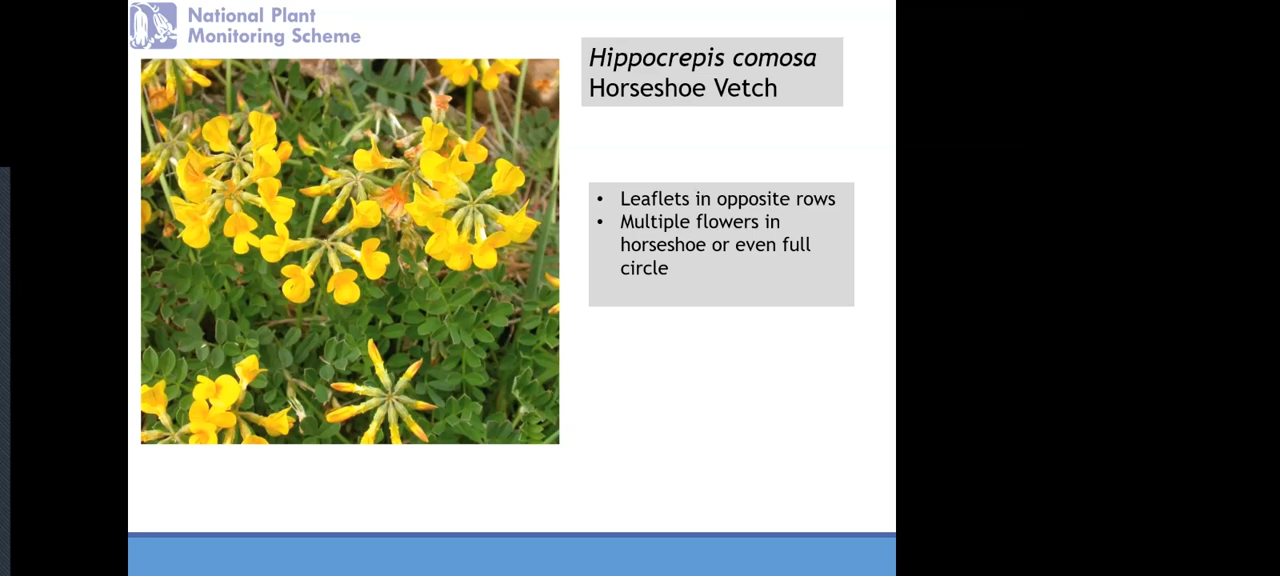 National Plant
Monitoring Scheme
Hippocrepis comosa
Horseshoe Vetch
• Leaflets in opposite rows
• Multiple flowers in
horseshoe or even full
circle